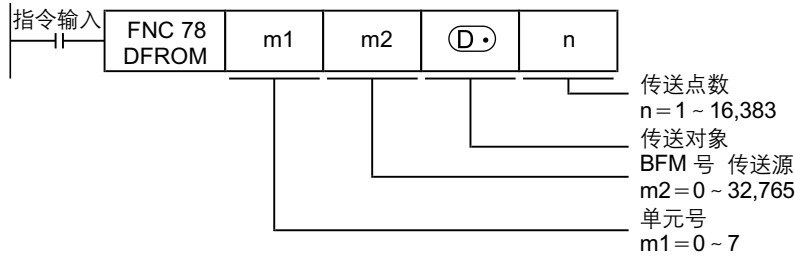 指令输入
FNC 78
DFROM
m1
m2
D·
n
传送点数
n＝1 ~ 16,383
传送对象
BFM 号 传送源
m2＝0 ~ 32,765
单元号
m1＝0 ~ 7